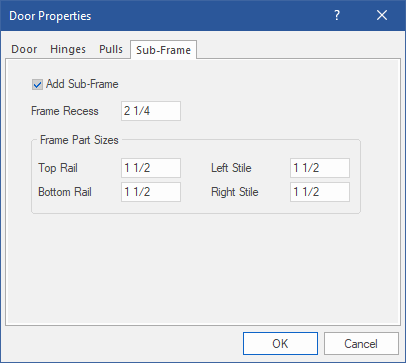 Door Properties ?
Door Hinges Pulls Sub-Frame
Add Sub-Frame
Frame Recess 2 1/4
Frame Part Sizes
Top Rail 1 1/2 Left Stile 1 1/2
Bottom Rail 1 1/2 Right Stile 1 1/2
OK Cancel